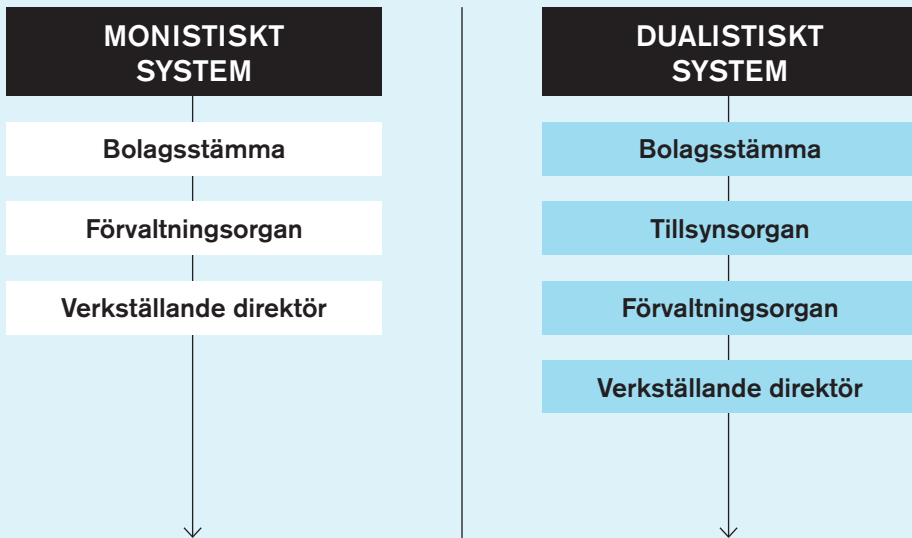 MONISTISKT
SYSTEM
Bolagsstämma
Förvaltningsorgan
Verkställande direktör
DUALISTISKT
SYSTEM
Bolagsstämma
Tillsynsorgan
Förvaltningsorgan
Verkställande direktör